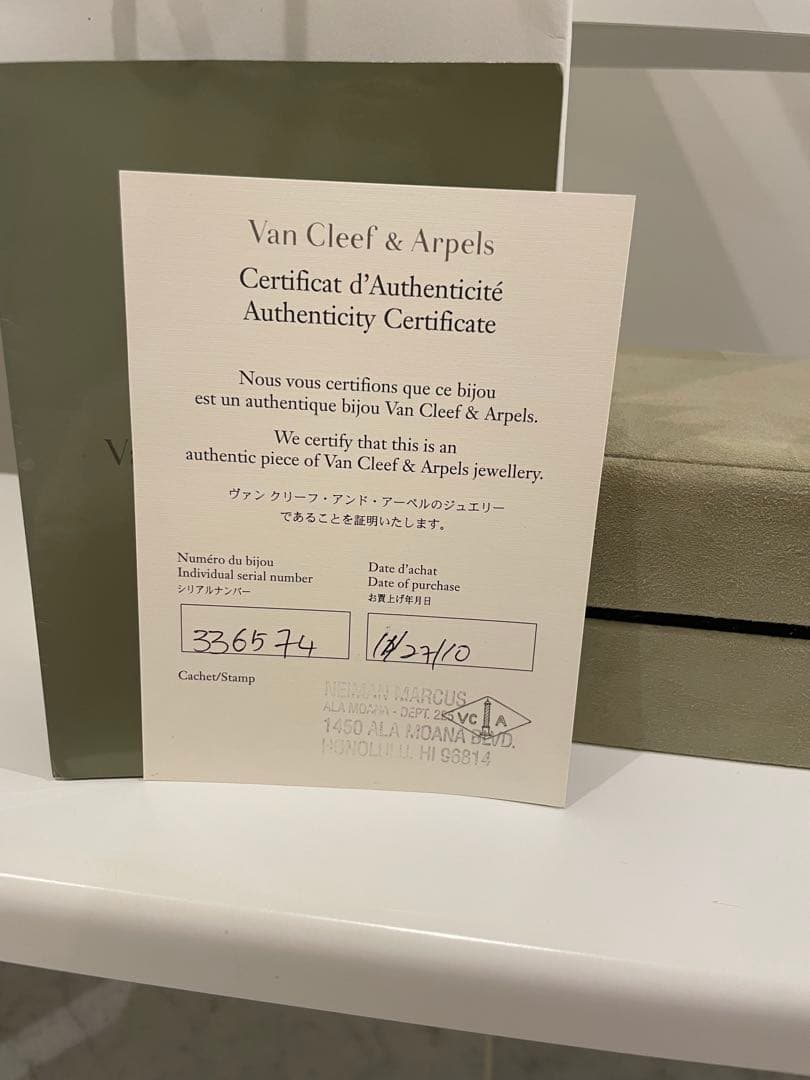 Van Cleef & Arpels
Certificat d'Authenticité
Authenticity Certificate
Nous vous certifions que ce bijou
est un authentique bijou Van Cleef & Arpels.
We certify that this is an
authentic piece of Van Cleef & Arpels jewellery.
ヴァン クリーフ・アンド・アーペルのジュエリー
であることを証明いたします。
Numéro du bijou
Individual serial number
シリアルナンバー
336574
Date d'achat
Date of purchase
お買上げ年月日
/27/10
Cachet/Stamp
NEIMAN MARCUS
ALA MOANA - DEPT. 255
VC A
1450 ALA MOANA BLVD.
HONOLULU, HI 96814
V